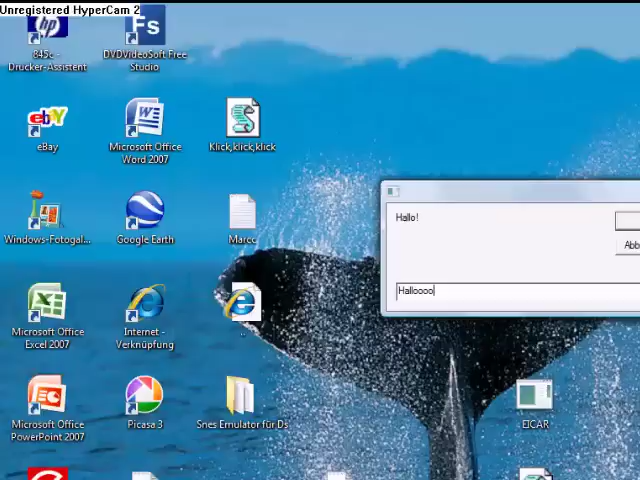 Unregistered HyperCam 2
845c -
Drucker-Assistent
DVDVideoSoft Free
Studio
eBay
Microsoft Office
Word 2007
Klick,klick,klick
Windows-Fotogal...
Google Earth
Marcc
Hallo!
Abb
Halloooo
Microsoft Office
Excel 2007
Internet -
Verknüpfung
..
Microsoft Office
PowerPoint 2007
Picasa 3
Snes Emulator für Ds
EICAR